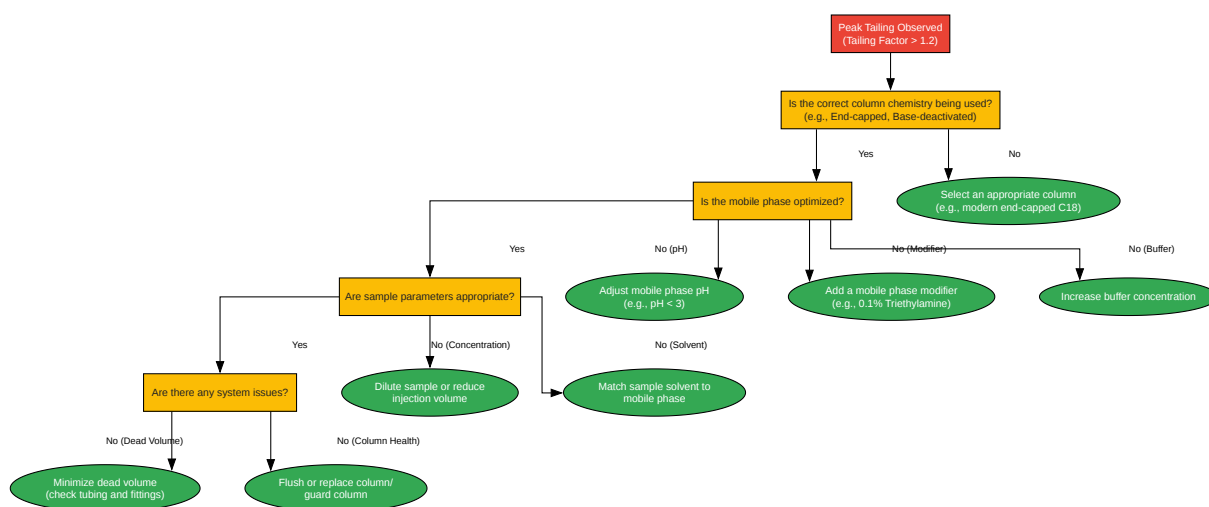 Peak Tailing Observed
(Tailing Factor > 1.2)
Is the correct column chemistry being used?
(e.g., End-capped, Base-deactivated)
Yes
No
Is the mobile phase optimized?
Select an appropriate column
(e.g., modern end-capped C18)
Yes
No (pH)
No (Modifier)
No (Buffer)
Are sample parameters appropriate?
Adjust mobile phase pH
(e.g., pH < 3)
Add a mobile phase modifier
(e.g., 0.1% Triethylamine)
Increase buffer concentration
Yes
No (Concentration)
No (Solvent)
Are there any system issues?
Dilute sample or reduce
injection volume
Match sample solvent to
mobile phase
No (Dead Volume)
No (Column Health)
Minimize dead volume
(check tubing and fittings)
Flush or replace column/
guard column